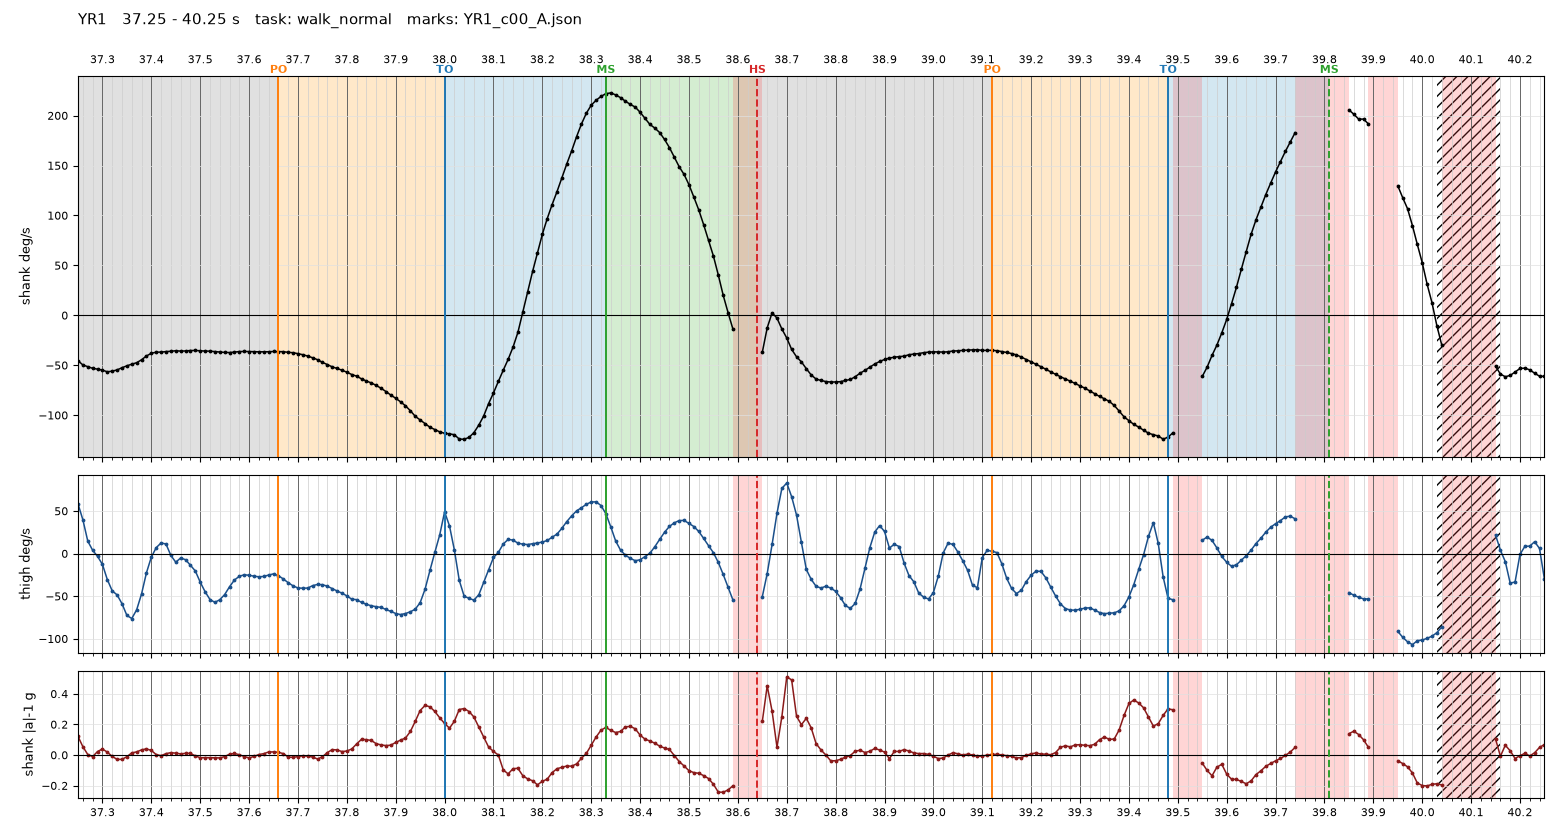 YR1   37.25 - 40.25 s   task: walk_normal   marks: YR1_c00_A.json
37.3 37.4 37.5 37.6 37.7 37.8 37.9 38.0 38.1 38.2 38.3 38.4 38.5 38.6 38.7 38.8 38.9 39.0 39.1 39.2 39.3 39.4 39.5 39.6 39.7 39.8 39.9 40.0 40.1 40.2
PO TO MS HS PO TO MS
shank deg/s
200
150
100
50
0
−50
−100
thigh deg/s
50
0
−50
−100
shank |a|-1 g
0.4
0.2
0.0
−0.2
37.3 37.4 37.5 37.6 37.7 37.8 37.9 38.0 38.1 38.2 38.3 38.4 38.5 38.6 38.7 38.8 38.9 39.0 39.1 39.2 39.3 39.4 39.5 39.6 39.7 39.8 39.9 40.0 40.1 40.2